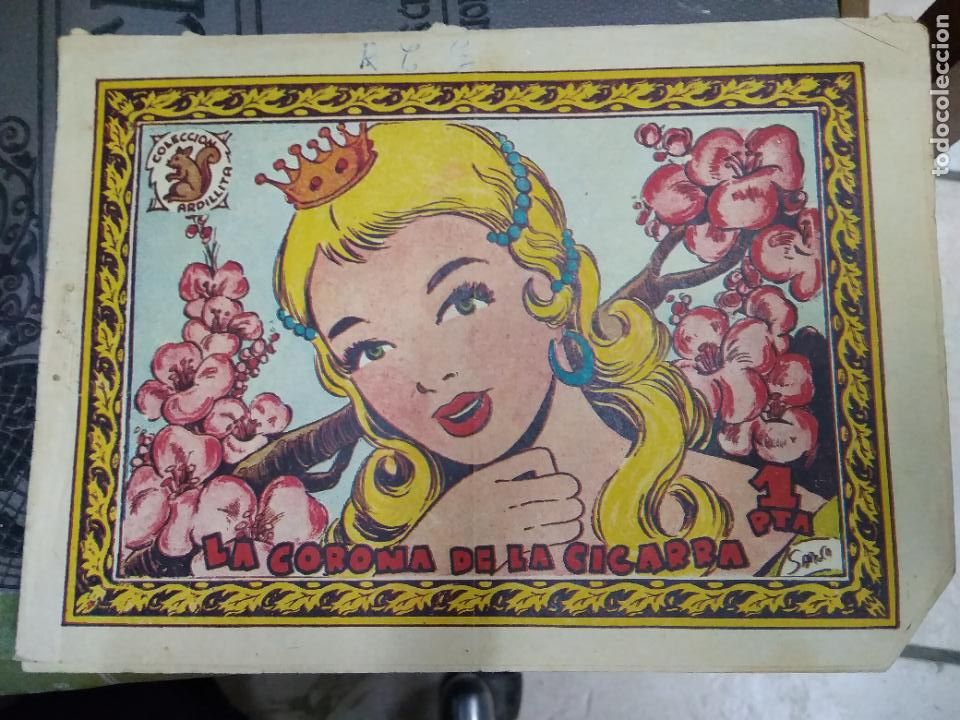 COLECCION
ARDILLITA
1
PTA
LA CORONA DE LA CIGARRA
todocoleccion